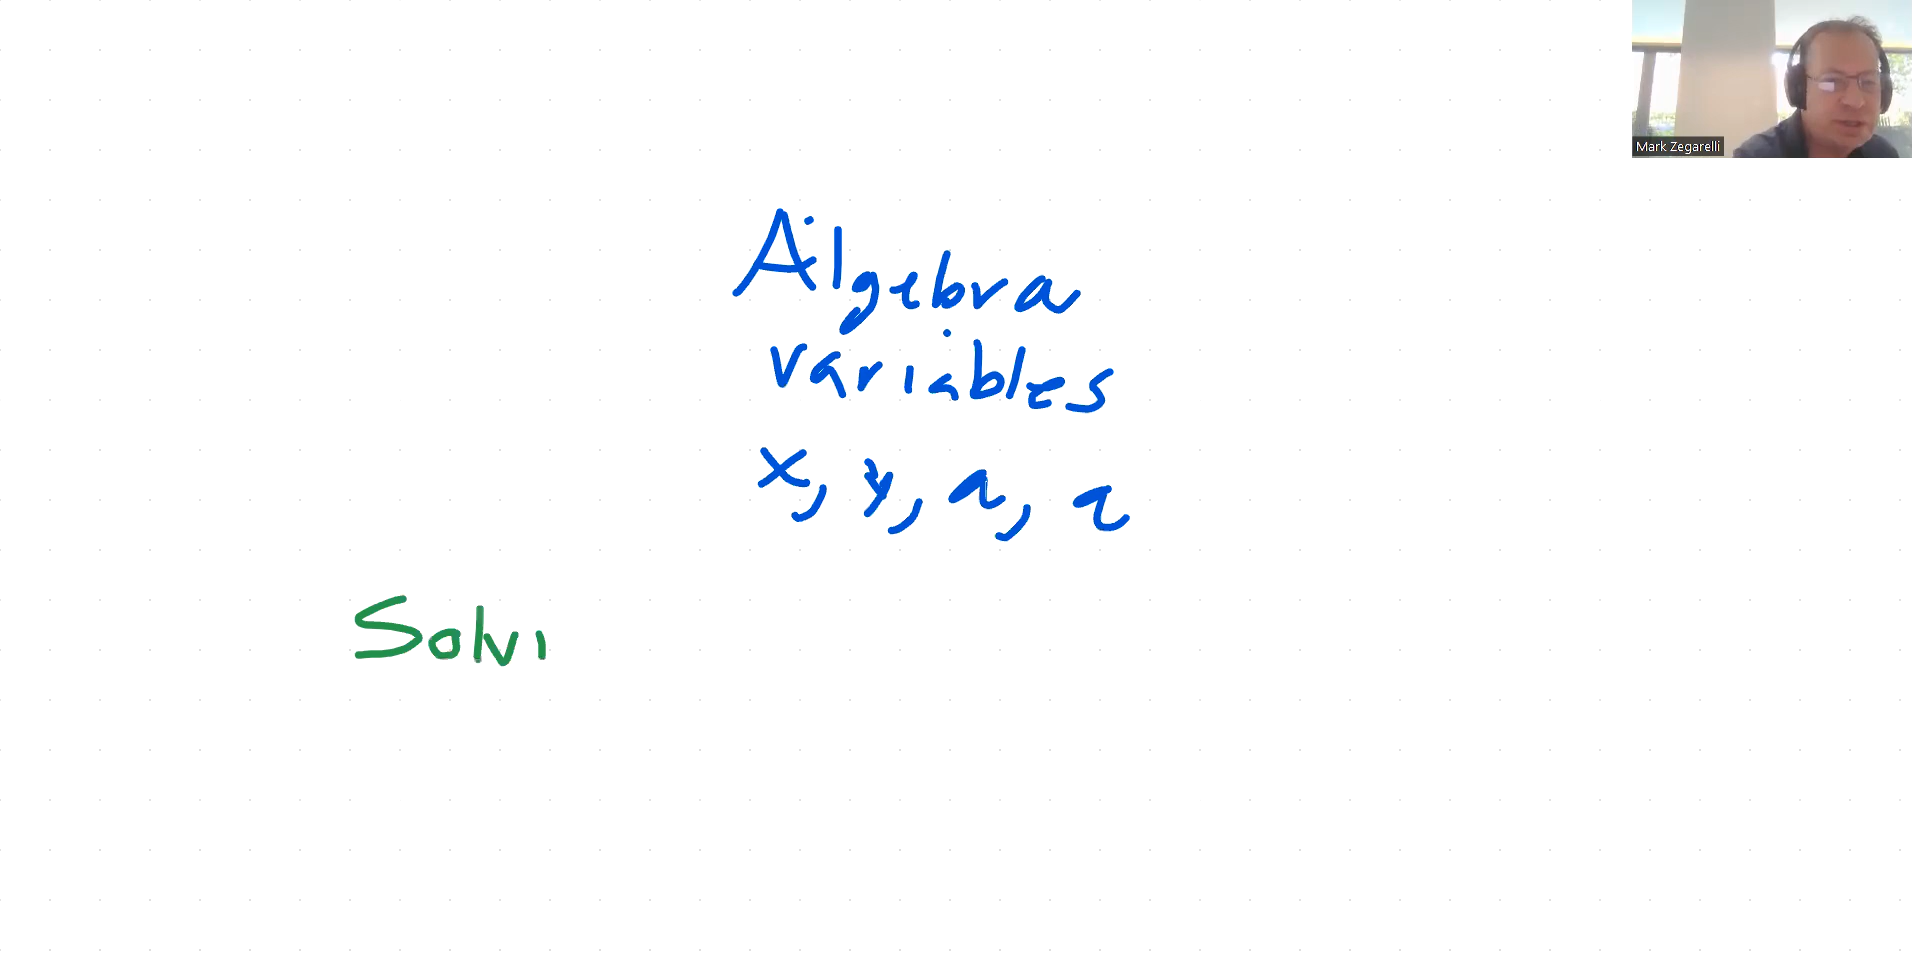 Mark Zegarelli
Algebra
variables
x, y, a, a
Solvi